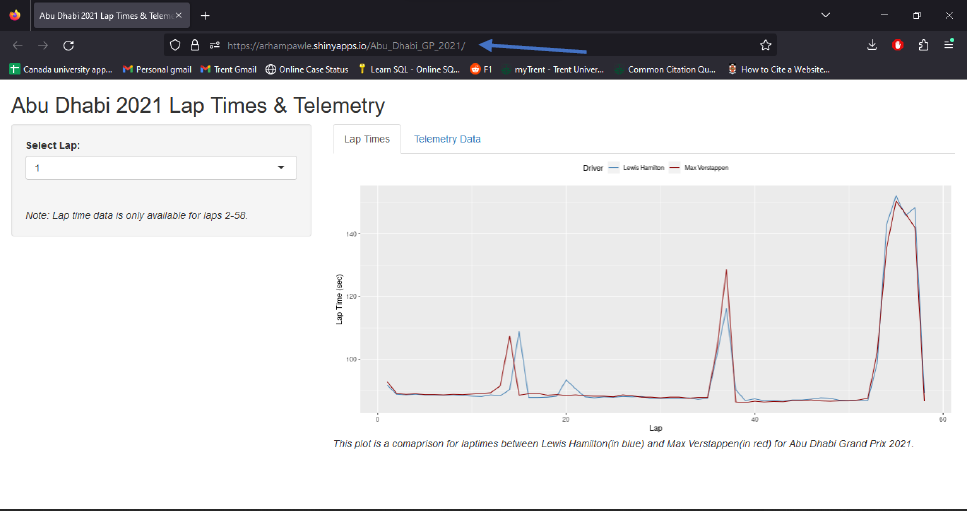 Abu Dhabi 2021 Lap Times & Telem
https://arhampawle.shinyapps.io/Abu_Dhabi_GP_2021/
Canada university app... Personal gmail Trent Gmail Online Case Status Learn SQL - Online SQ... F1 myTrent - Trent Univer... Common Citation Qu... How to Cite a Website...
Abu Dhabi 2021 Lap Times & Telemetry
Select Lap:
1
Note: Lap time data is only available for laps 2-58.
Lap Times Telemetry Data
Driver Lewis Hamilton Max Verstappen
Lap Time (sec)
140
120
100
0 20 40 60
Lap
This plot is a comaprison for laptimes between Lewis Hamilton(in blue) and Max Verstappen(in red) for Abu Dhabi Grand Prix 2021.